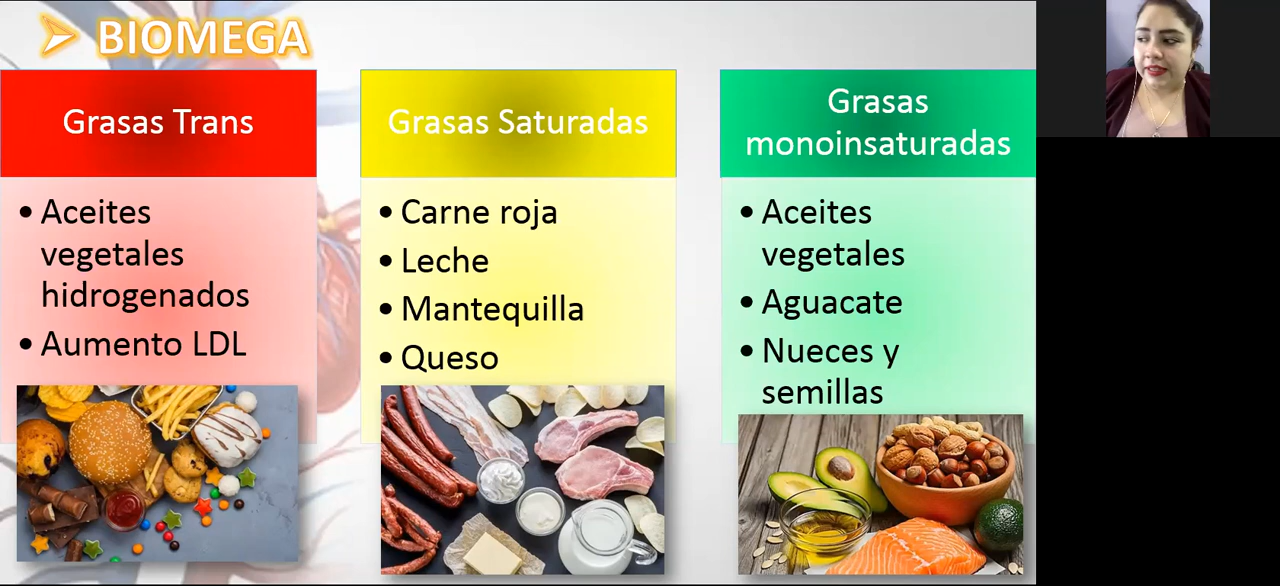 BIOMEGA
Grasas Trans
• Aceites
vegetales
hidrogenados
• Aumento LDL
Grasas Saturadas
• Carne roja
• Leche
• Mantequilla
• Queso
Grasas
monoinsaturadas
• Aceites
vegetales
• Aguacate
• Nueces y
semillas